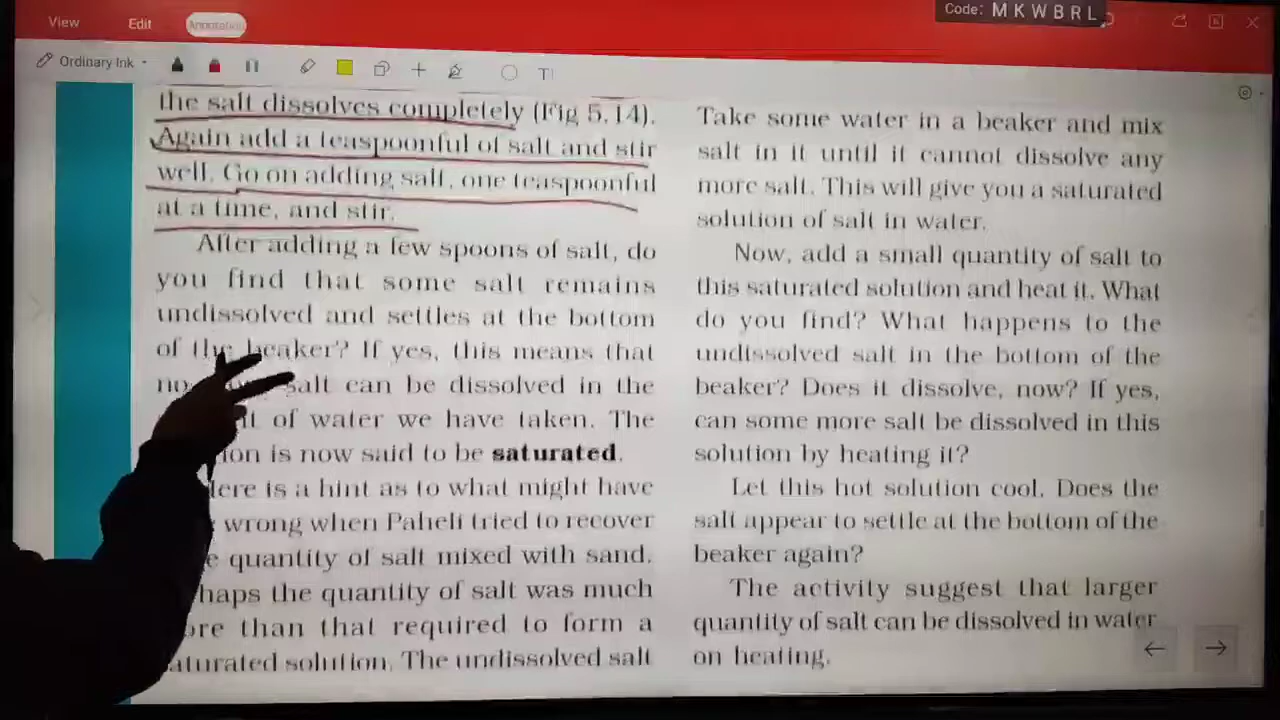 Code: M K W B R L
View Edit Annotation
Ordinary Ink
the salt dissolves completely (Fig 5.14).
Again add a teaspoonful of salt and stir
well. Go on adding salt, one teaspoonful
at a time, and stir.
After adding a few spoons of salt, do
you find that some salt remains
undissolved and settles at the bottom
of the beaker? If yes, this means that
salt can be dissolved in the
of water we have taken. The
is now said to be saturated.
is a hint as to what might have
wrong when Paheli tried to recover
quantity of salt mixed with sand.
the quantity of salt was much
than that required to form a
solution. The undissolved salt
Take some water in a beaker and mix
salt in it until it cannot dissolve any
more salt. This will give you a saturated
solution of salt in water.
Now, add a small quantity of salt to
this saturated solution and heat it. What
do you find? What happens to the
undissolved salt in the bottom of the
beaker? Does it dissolve, now? If yes,
can some more salt be dissolved in this
solution by heating it?
Let this hot solution cool. Does the
salt appear to settle at the bottom of the
beaker again?
The activity suggest that larger
quantity of salt can be dissolved in water
on heating.